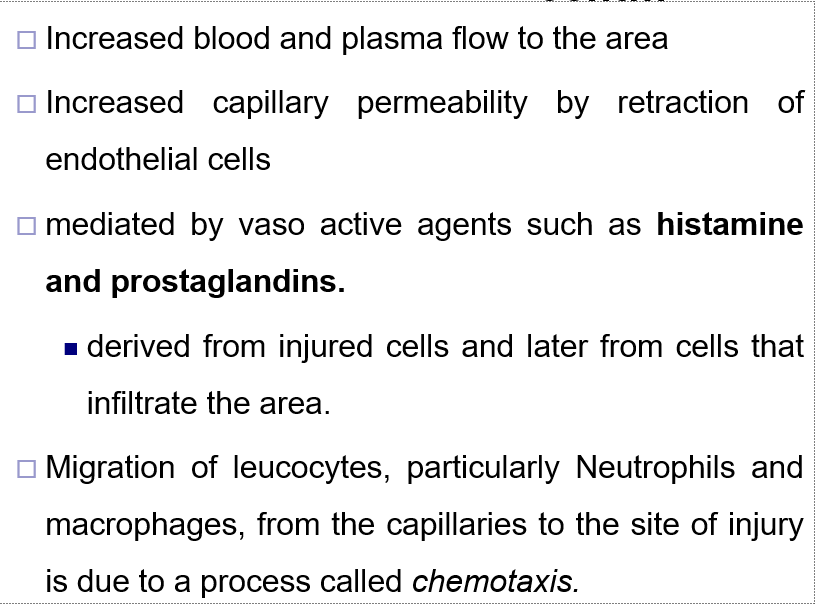 Increased blood and plasma flow to the area
Increased capillary permeability by retraction of
endothelial cells
mediated by vaso active agents such as histamine
and prostaglandins.
derived from injured cells and later from cells that
infiltrate the area.
Migration of leucocytes, particularly Neutrophils and
macrophages, from the capillaries to the site of injury
is due to a process called chemotaxis.